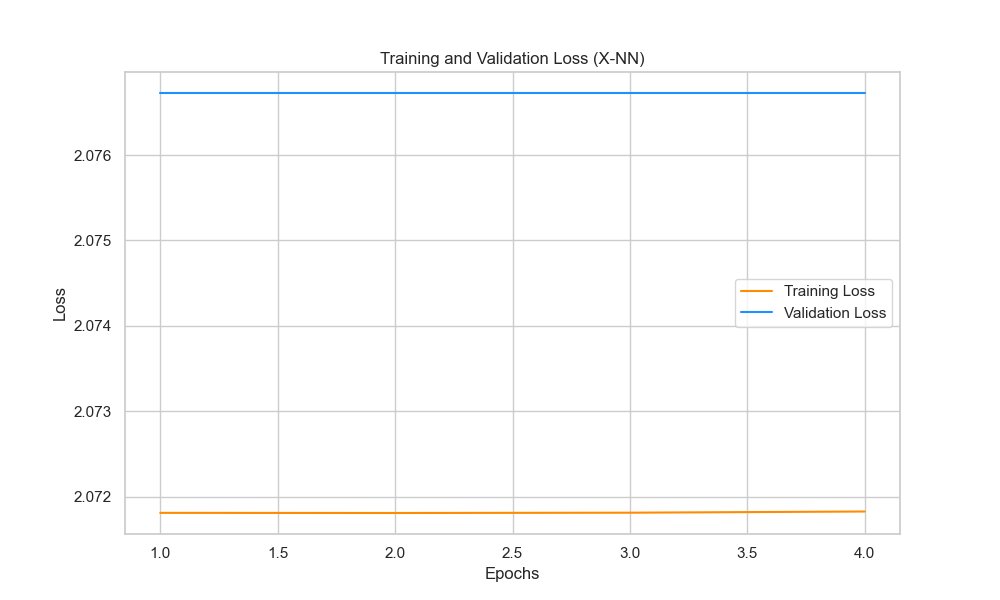 Training and Validation Loss (X-NN)
2.076
2.075
2.074
2.073
2.072
Loss
Training Loss
Validation Loss
1.0 1.5 2.0 2.5 3.0 3.5 4.0
Epochs